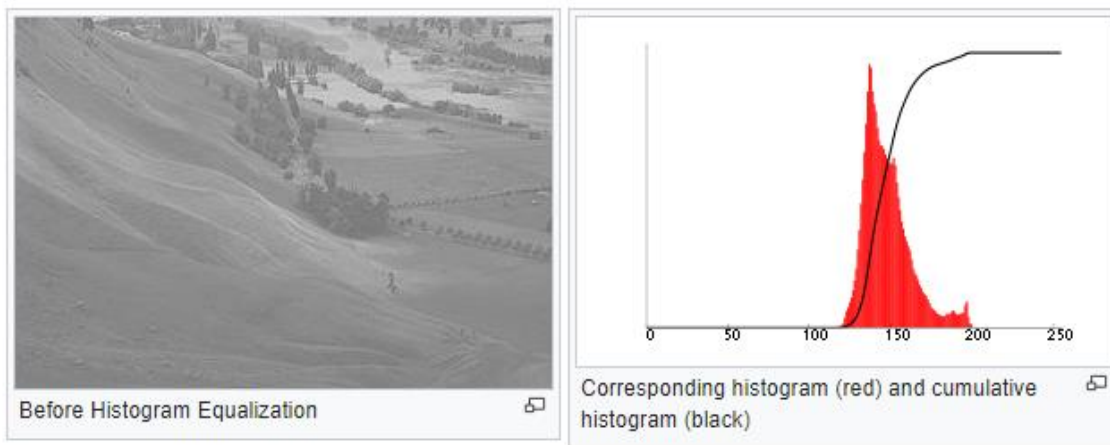 0 50 100 150 200 250
Before Histogram Equalization
Corresponding histogram (red) and cumulative
histogram (black)